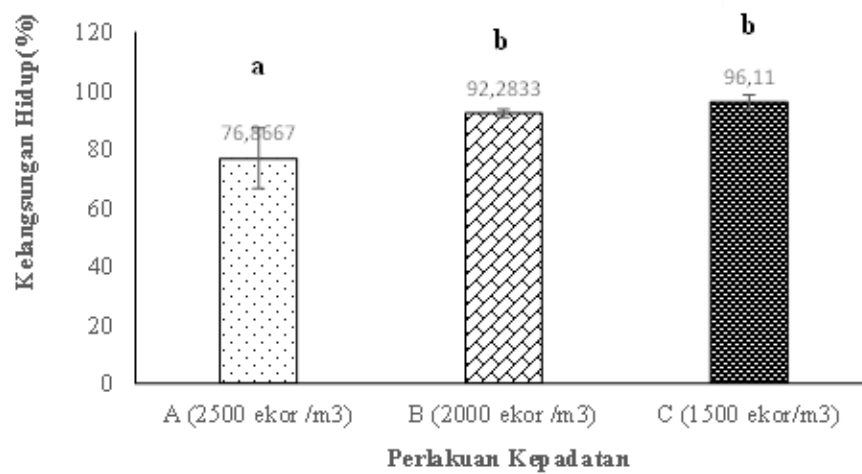 Kelangsungan Hidup(%)
120
100
80
60
40
20
0
a
b
b
76,8667
92,2833
96,11
A (2500 ekor /m3)
B (2000 ekor /m3)
C (1500 ekor/m3)
Perlakuan Kepadatan